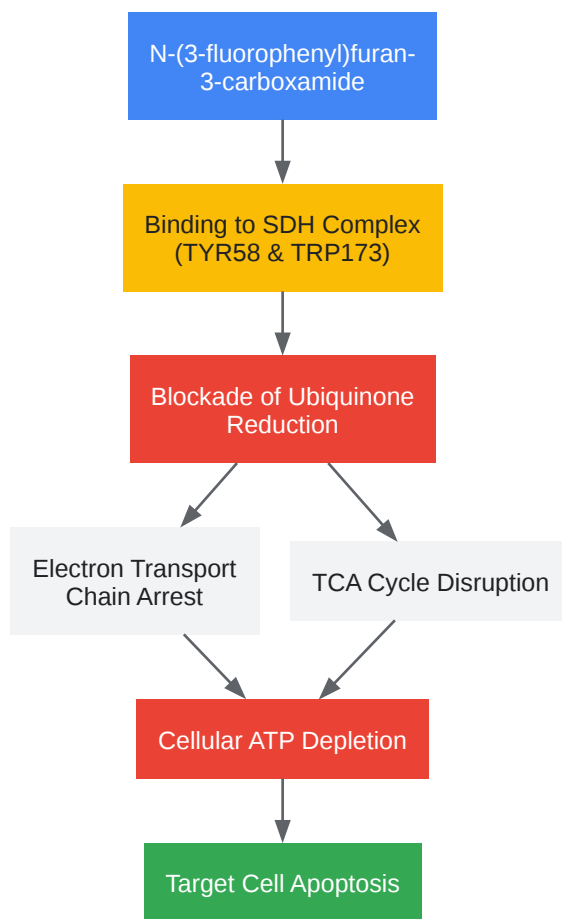 N-(3-fluorophenyl)furan-
3-carboxamide
Binding to SDH Complex
(TYR58 & TRP173)
Blockade of Ubiquinone
Reduction
Electron Transport
Chain Arrest
TCA Cycle Disruption
Cellular ATP Depletion
Target Cell Apoptosis